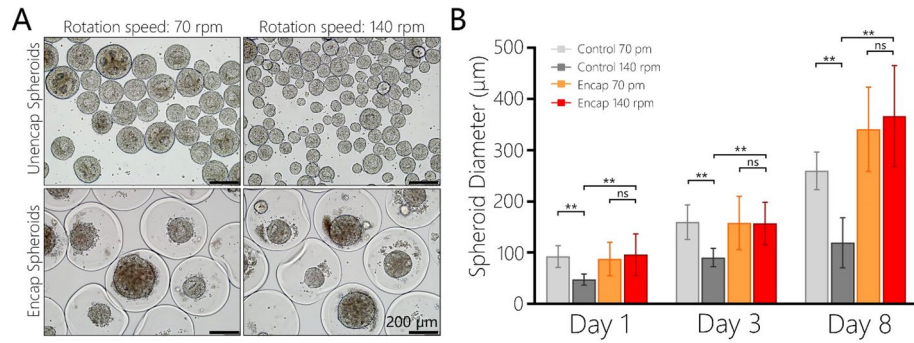 A
Rotation speed: 70 rpm
Rotation speed: 140 rpm
Unencap Spheroids
Encap Spheroids
200 µm
B
Spheroid Diameter (µm)
500
400
300
200
100
0
Control 70 pm
Control 140 rpm
Encap 70 rpm
Encap 140 rpm
**
**
ns
**
**
ns
**
**
ns
Day 1
Day 3
Day 8